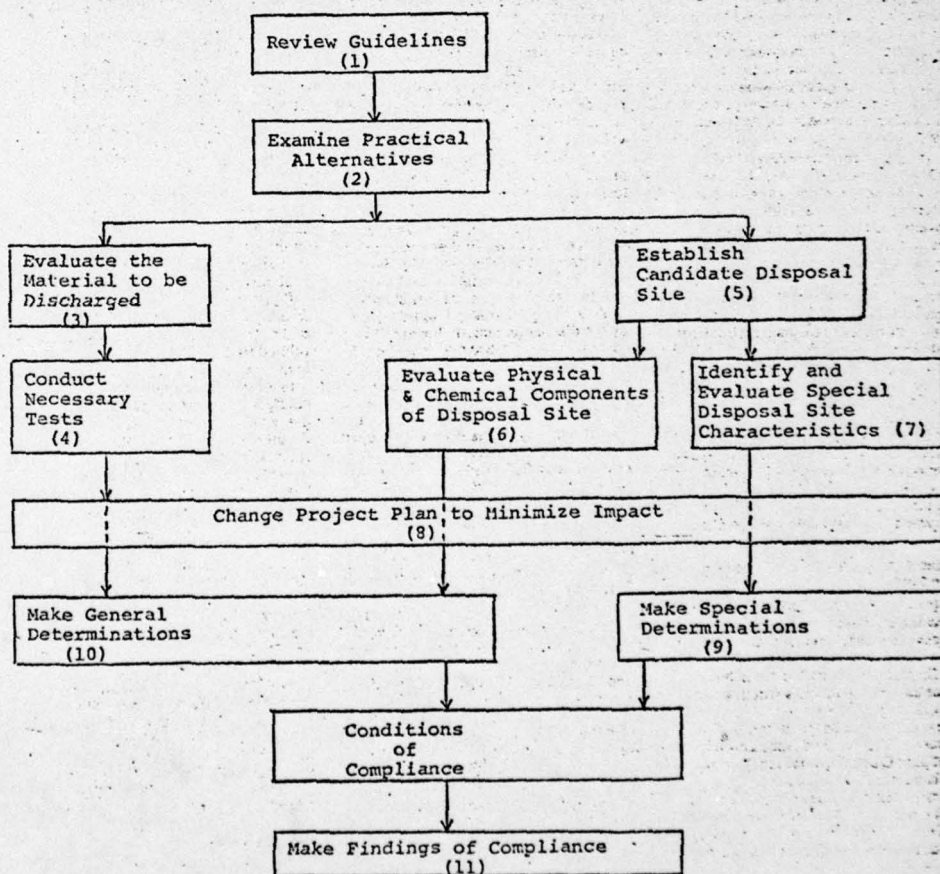 Review Guidelines
(1)
Examine Practical
Alternatives
(2)
Evaluate the
Material to be
Discharged
(3)
Establish
Candidate Disposal
Site (5)
Conduct
Necessary
Tests
(4)
Evaluate Physical
& Chemical Components
of Disposal Site
(6)
Identify and
Evaluate Special
Disposal Site
Characteristics (7)
Change Project Plan to Minimize Impact
(8)
Make General
Determinations
(10)
Make Special
Determinations
(9)
Conditions
of
Compliance
Make Findings of Compliance
(11)